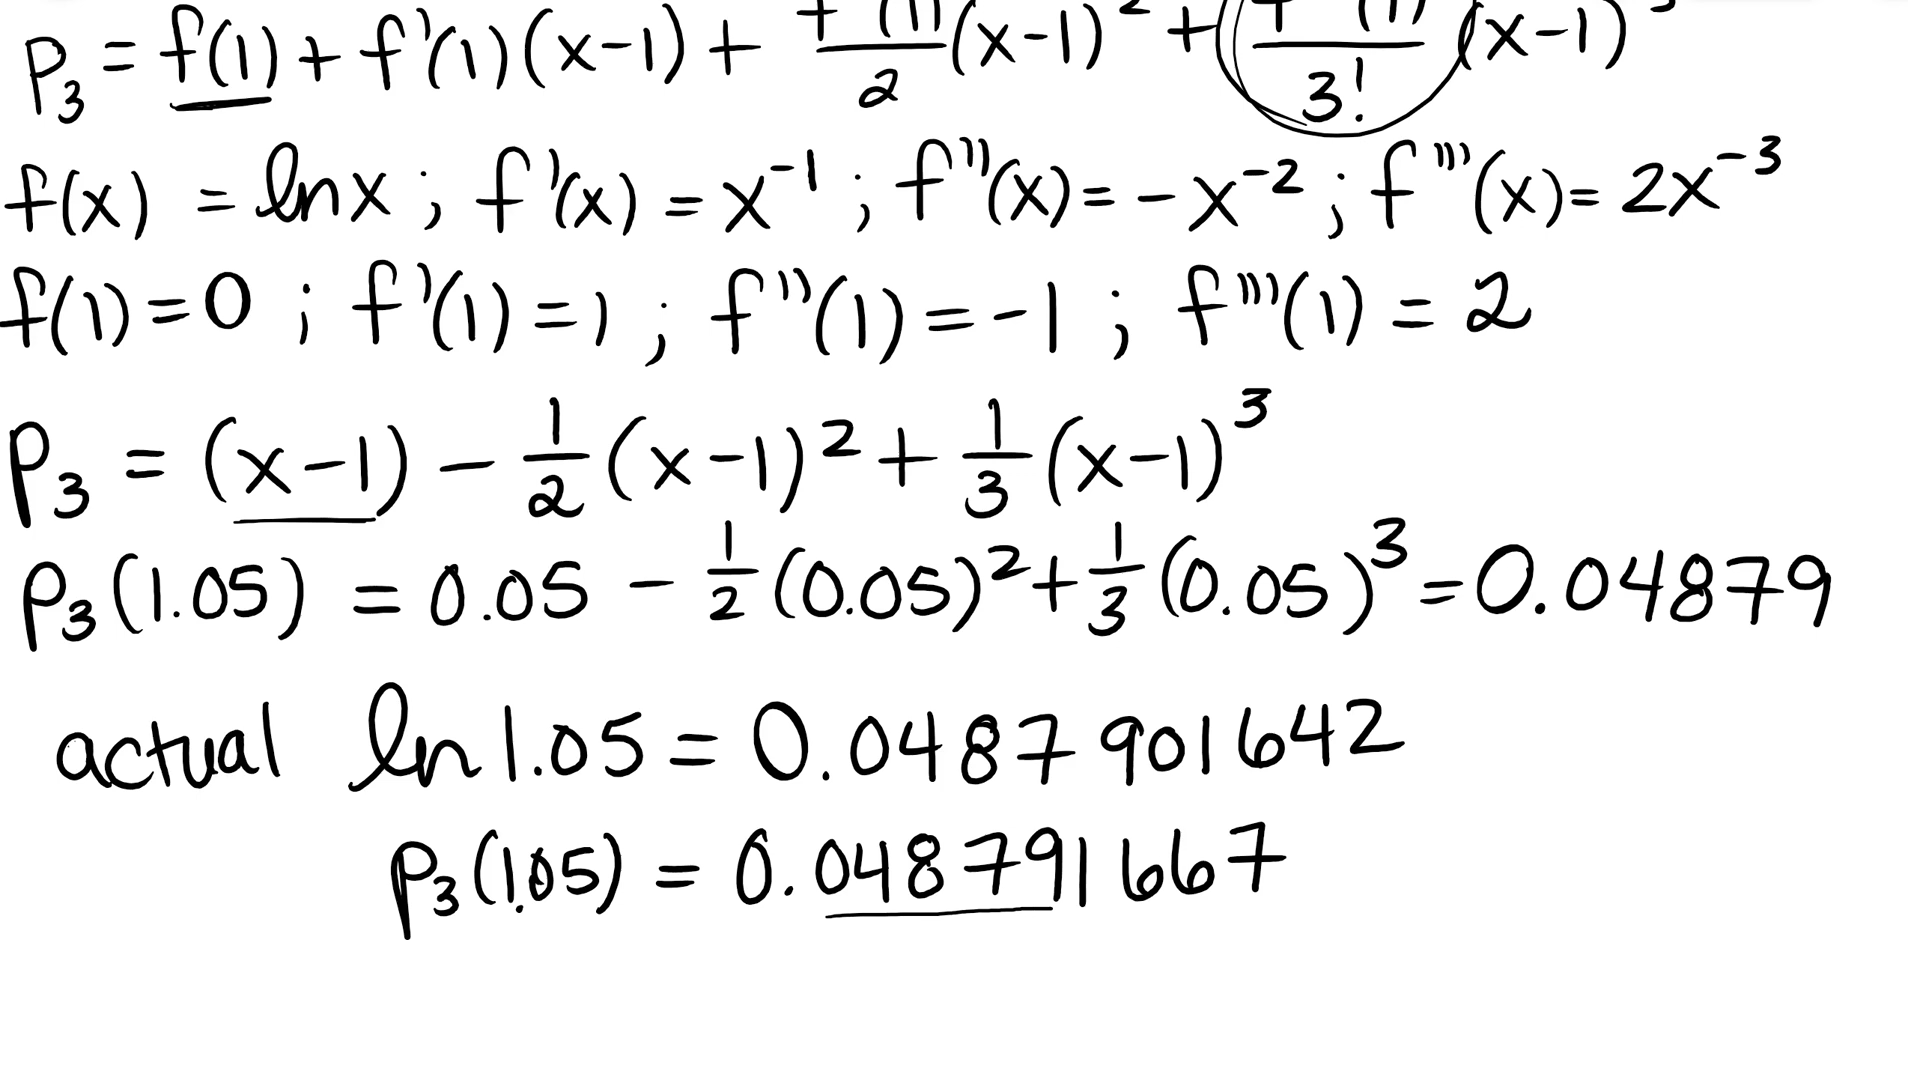 P₃ = f(1) + f'(1)(x-1) + f''(1)/2 (x-1)² + f'''(1)/3! (x-1)³
f(x) = ln x ; f'(x) = x⁻¹ ; f''(x) = -x⁻² ; f'''(x) = 2x⁻³
f(1) = 0 ; f'(1) = 1 ; f''(1) = -1 ; f'''(1) = 2
P₃ = (x-1) - 1/2 (x-1)² + 1/3 (x-1)³
P₃(1.05) = 0.05 - 1/2 (0.05)² + 1/3 (0.05)³ = 0.04879
actual ln 1.05 = 0.0487901642
P₃(1.05) = 0.048791667